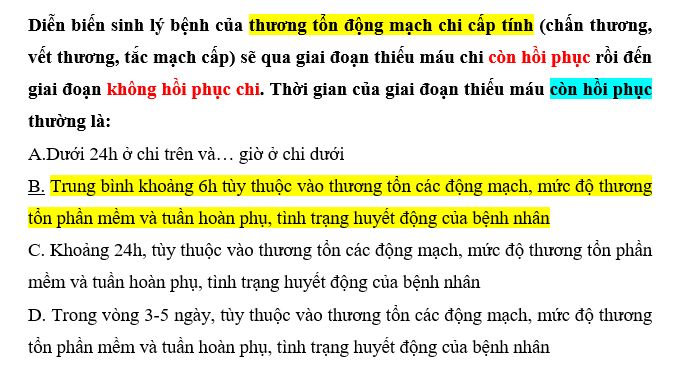 Diễn biến sinh lý bệnh của thương tổn động mạch chi cấp tính (chấn thương,
vết thương, tắc mạch cấp) sẽ qua giai đoạn thiếu máu chi còn hồi phục rồi đến
giai đoạn không hồi phục chi. Thời gian của giai đoạn thiếu máu còn hồi phục
thường là:
A.Dưới 24h ở chi trên và… giờ ở chi dưới
B. Trung bình khoảng 6h tùy thuộc vào thương tổn các động mạch, mức độ thương
tổn phần mềm và tuần hoàn phụ, tình trạng huyết động của bệnh nhân
C. Khoảng 24h, tùy thuộc vào thương tổn các động mạch, mức độ thương tổn phần
mềm và tuần hoàn phụ, tình trạng huyết động của bệnh nhân
D. Trong vòng 3-5 ngày, tùy thuộc vào thương tổn các động mạch, mức độ thương
tổn phần mềm và tuần hoàn phụ, tình trạng huyết động của bệnh nhân